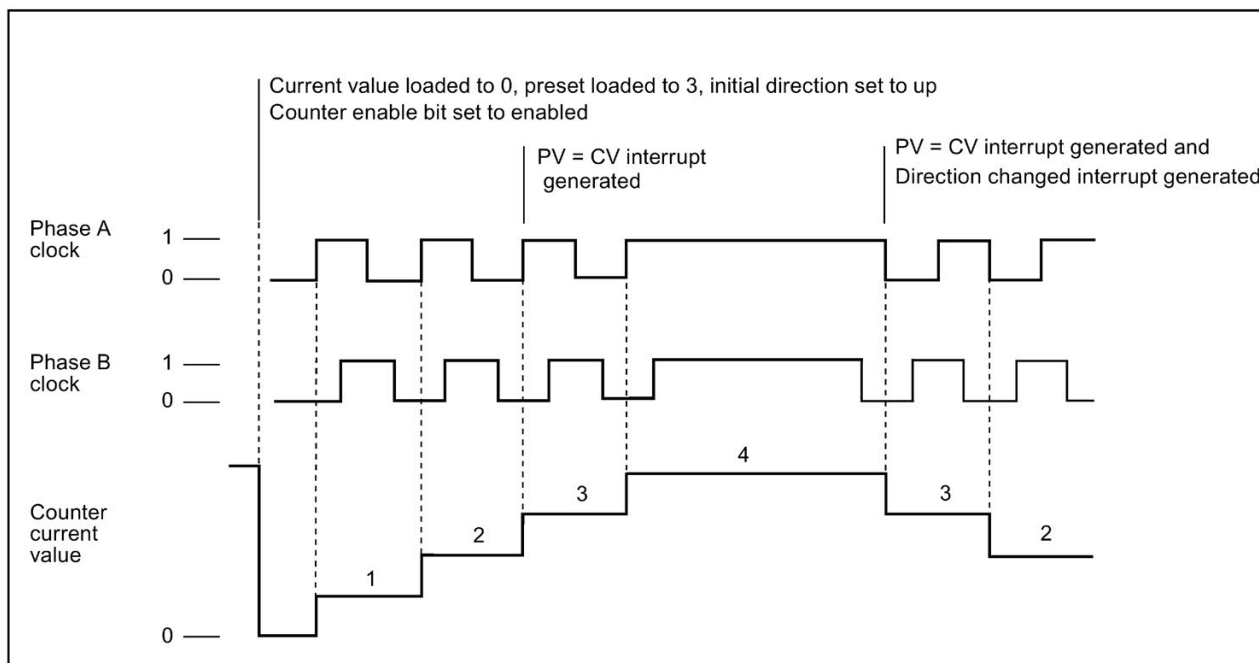 Current value loaded to 0, preset loaded to 3, initial direction set to up
Counter enable bit set to enabled
PV = CV interrupt
generated
PV = CV interrupt generated and
Direction changed interrupt generated
Phase A
clock
1
0
Phase B
clock
1
0
Counter
current
value
0
1
2
3
4
3
2